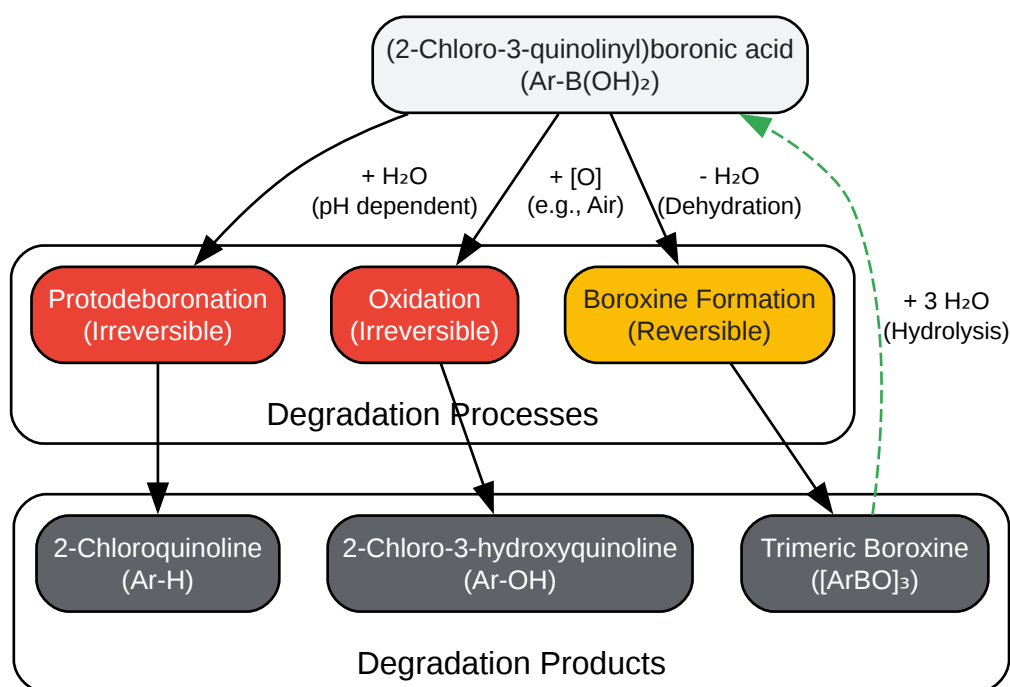 (2-Chloro-3-quinolinyl)boronic acid
(Ar-B(OH)₂)
+ H₂O
(pH dependent)
+ [O]
(e.g., Air)
- H₂O
(Dehydration)
Protodeboronation
(Irreversible)
Oxidation
(Irreversible)
Boroxine Formation
(Reversible)
+ 3 H₂O
(Hydrolysis)
Degradation Processes
2-Chloroquinoline
(Ar-H)
2-Chloro-3-hydroxyquinoline
(Ar-OH)
Trimeric Boroxine
([ArBO]₃)
Degradation Products